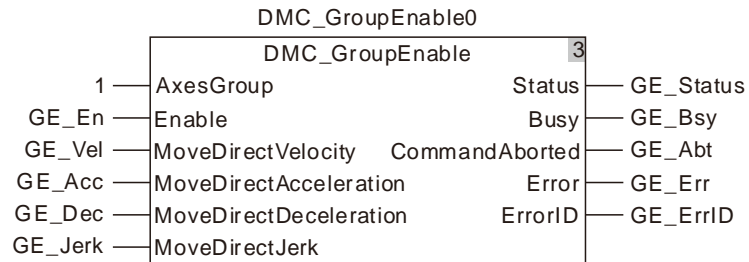 DMC_GroupEnable0
DMC_GroupEnable 3
1 AxesGroup Status GE_Status
GE_En Enable Busy GE_Bsy
GE_Vel MoveDirectVelocity CommandAborted GE_Abt
GE_Acc MoveDirectAcceleration Error GE_Err
GE_Dec MoveDirectDeceleration ErrorID GE_ErrID
GE_Jerk MoveDirectJerk